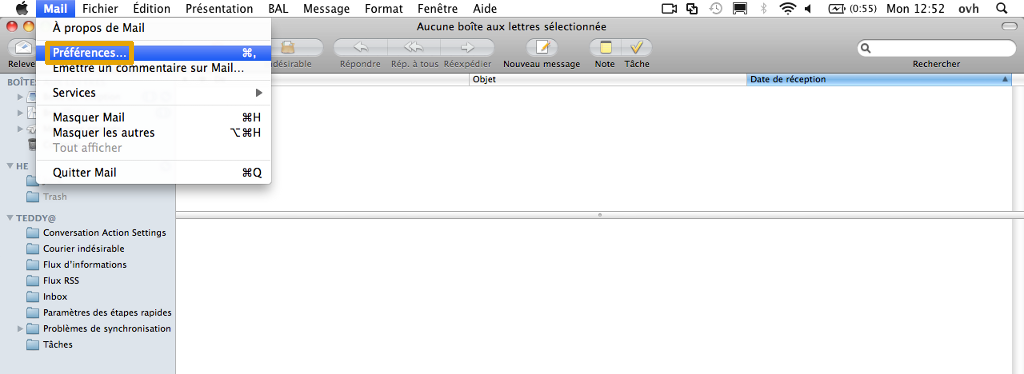 Mail Fichier Édition Présentation BAL Message Format Fenêtre Aide (0:55) Mon 12:52 ovh
Aucune boîte aux lettres sélectionnée
À propos de Mail
Préférences... ⌘,
Emettre un commentaire sur Mail...
Services
Masquer Mail ⌘H
Masquer les autres ⌥⌘H
Tout afficher
Quitter Mail ⌘Q
Releve
désirable Répondre Rép. à tous Réexpédier Nouveau message Note Tâche Rechercher
Objet Date de réception
BOÎTE
HE
Trash
TEDDY@
Conversation Action Settings
Courier indésirable
Flux d'informations
Flux RSS
Inbox
Paramètres des étapes rapides
Problèmes de synchronisation
Tâches